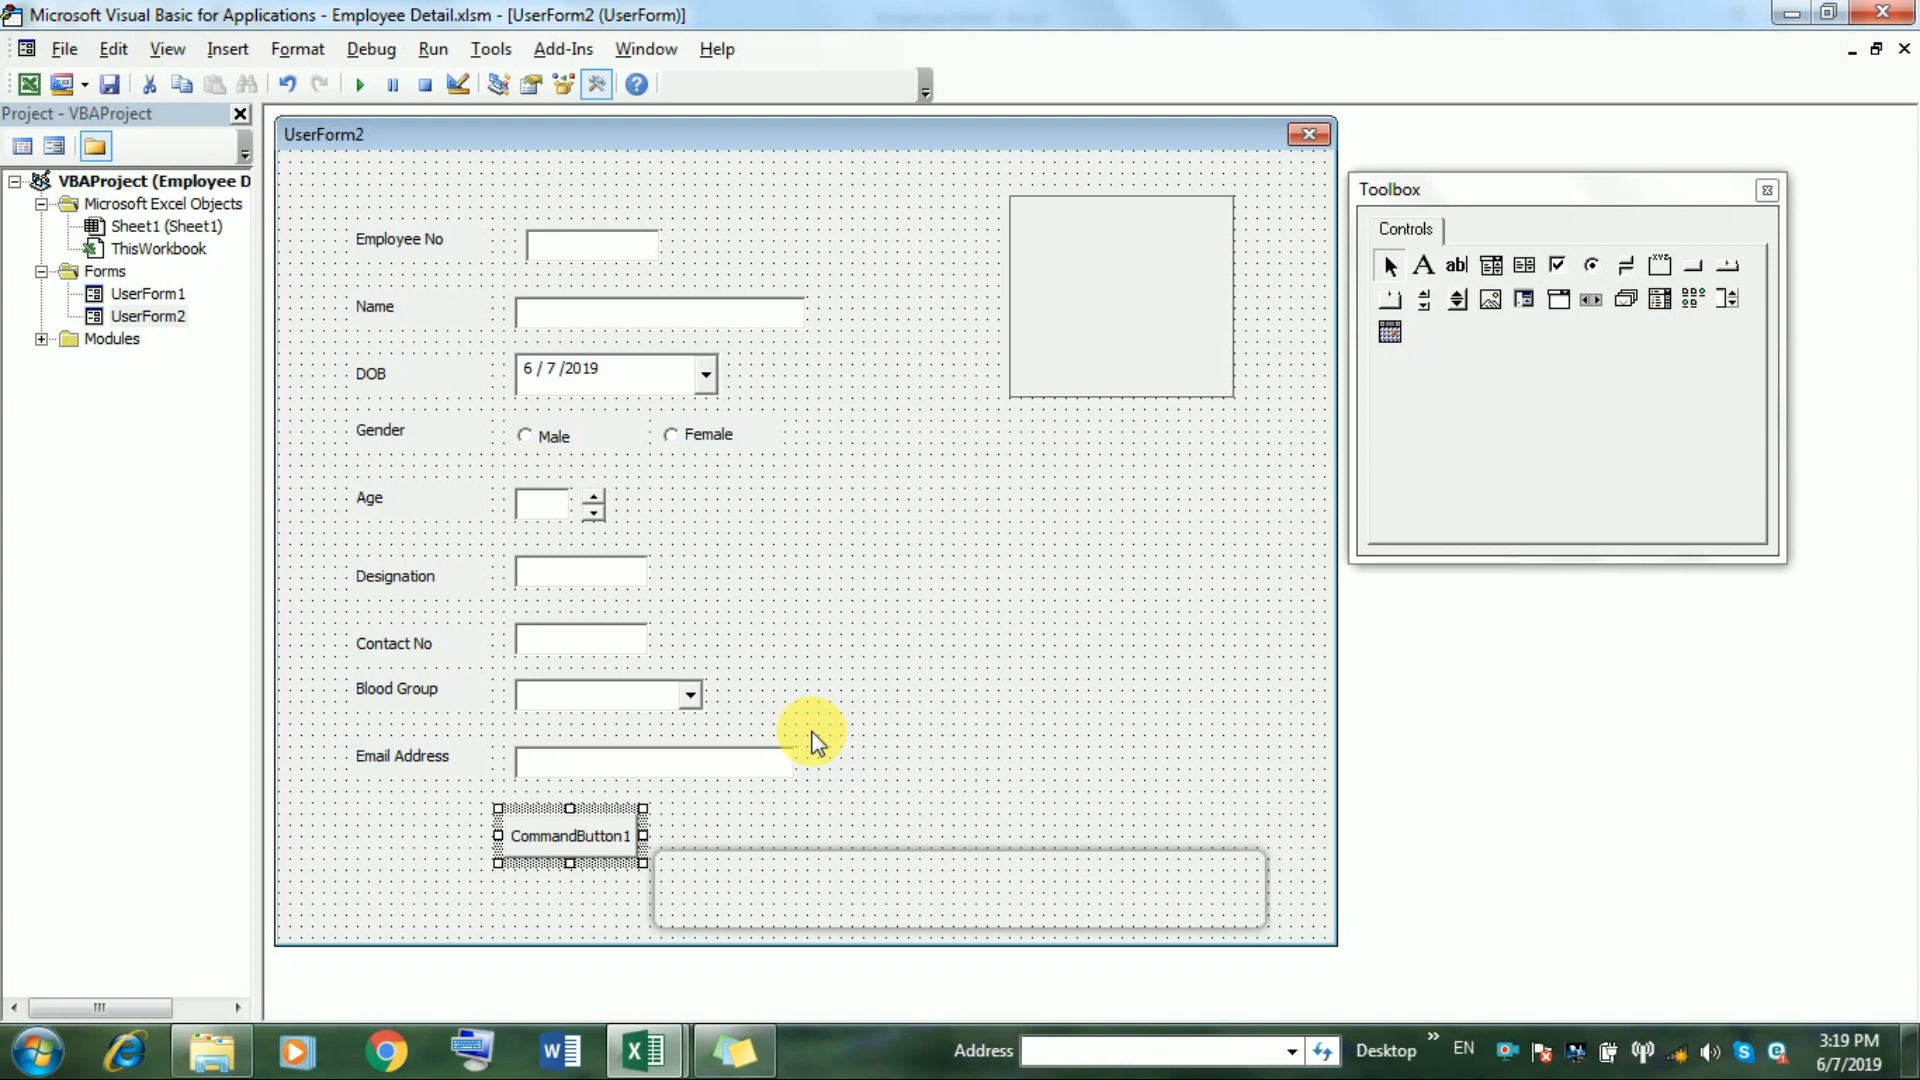 Microsoft Visual Basic for Applications - Employee Detail.xlsm - [UserForm2 (UserForm)]
File Edit View Insert Format Debug Run Tools Add-Ins Window Help
Project - VBAProject
VBAProject (Employee D
Microsoft Excel Objects
Sheet1 (Sheet1)
ThisWorkbook
Forms
UserForm1
UserForm2
Modules
UserForm2
Employee No
Name
DOB
6 / 7 /2019
Gender
Male Female
Age
Designation
Contact No
Blood Group
Email Address
CommandButton1
Toolbox
Controls
A abl
XYZ
Address
Desktop
EN
3:19 PM
6/7/2019